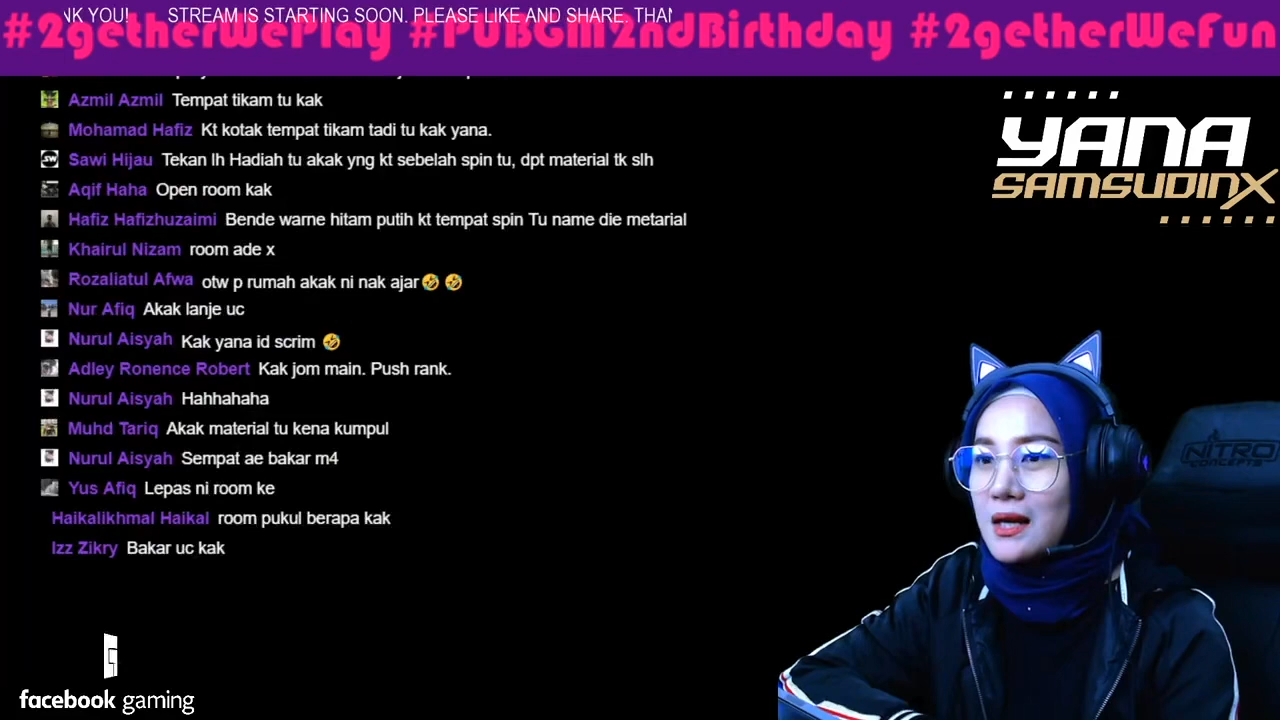 NK YOU! STREAM IS STARTING SOON. PLEASE LIKE AND SHARE. THAN
#2getherWePlay #PUBGM2ndBirthday #2getherWeFun
Azmil Azmil Tempat tikam tu kak
Mohamad Hafiz Kt kotak tempat tikam tadi tu kak yana.
Sawi Hijau Tekan lh Hadiah tu akak yng kt sebelah spin tu, dpt material tk slh
Aqif Haha Open room kak
Hafiz Hafizhuzaimi Bende warne hitam putih kt tempat spin Tu name die metarial
Khairul Nizam room ade x
Rozaliatul Afwa otw p rumah akak ni nak ajar🤣 🤣
Nur Afiq Akak lanje uc
Nurul Aisyah Kak yana id scrim 🤣
Adley Ronence Robert Kak jom main. Push rank.
Nurul Aisyah Hahhahaha
Muhd Tariq Akak material tu kena kumpul
Nurul Aisyah Sempat ae bakar m4
Yus Afiq Lepas ni room ke
Haikalikhmal Haikal room pukul berapa kak
Izz Zikry Bakar uc kak
YANA
SAMSUDINX
NITRO
CONCEPTS
facebook gaming